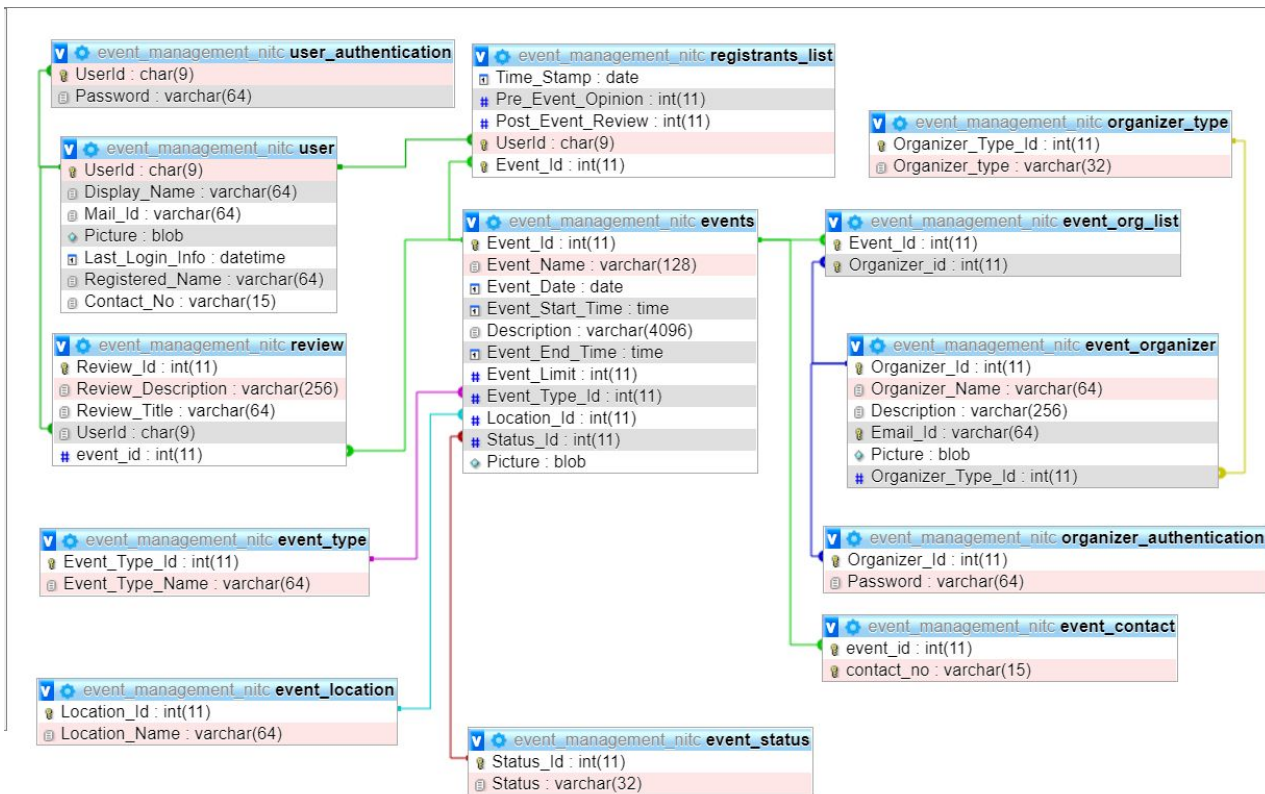 event_management_nitc user_authentication
UserId : char(9)
Password : varchar(64)
event_management_nitc user
UserId : char(9)
Display_Name : varchar(64)
Mail_Id : varchar(64)
Picture : blob
Last_Login_Info : datetime
Registered_Name : varchar(64)
Contact_No : varchar(15)
event_management_nitc review
Review_Id : int(11)
Review_Description : varchar(256)
Review_Title : varchar(64)
UserId : char(9)
event_id : int(11)
event_management_nitc event_type
Event_Type_Id : int(11)
Event_Type_Name : varchar(64)
event_management_nitc event_location
Location_Id : int(11)
Location_Name : varchar(64)
event_management_nitc registrants_list
Time_Stamp : date
Pre_Event_Opinion : int(11)
Post_Event_Review : int(11)
UserId : char(9)
Event_Id : int(11)
event_management_nitc events
Event_Id : int(11)
Event_Name : varchar(128)
Event_Date : date
Event_Start_Time : time
Description : varchar(4096)
Event_End_Time : time
Event_Limit : int(11)
Event_Type_Id : int(11)
Location_Id : int(11)
Status_Id : int(11)
Picture : blob
event_management_nitc event_status
Status_Id : int(11)
Status : varchar(32)
event_management_nitc organizer_type
Organizer_Type_Id : int(11)
Organizer_type : varchar(32)
event_management_nitc event_org_list
Event_Id : int(11)
Organizer_id : int(11)
event_management_nitc event_organizer
Organizer_Id : int(11)
Organizer_Name : varchar(64)
Description : varchar(256)
Email_Id : varchar(64)
Picture : blob
Organizer_Type_Id : int(11)
event_management_nitc organizer_authentication
Organizer_Id : int(11)
Password : varchar(64)
event_management_nitc event_contact
event_id : int(11)
contact_no : varchar(15)